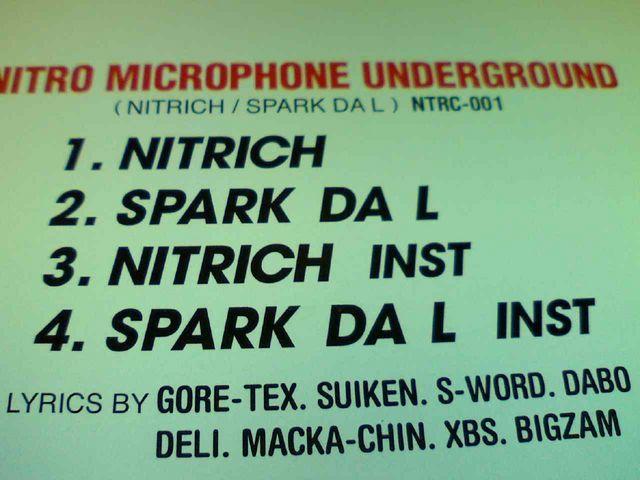 NITRO MICROPHONE UNDERGROUND
(NITRICH / SPARK DA L) NTRC-001
1. NITRICH
2. SPARK DA L
3. NITRICH INST
4. SPARK DA L INST
LYRICS BY GORE-TEX. SUIKEN. S-WORD. DABO
DELI. MACKA-CHIN. XBS. BIGZAM